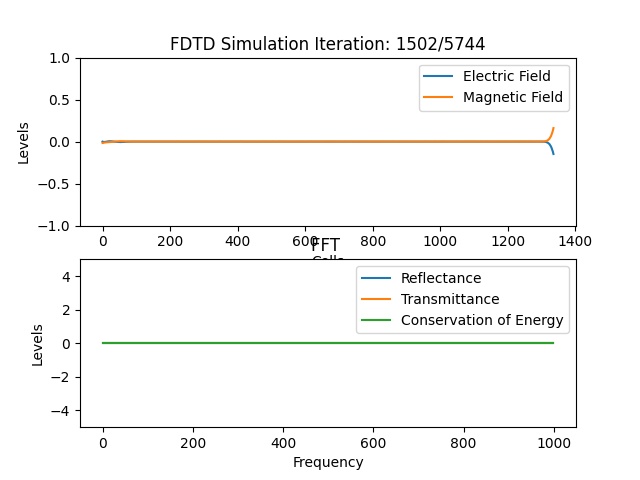 FDTD Simulation Iteration: 1502/5744
1.0
0.5
0.0
−0.5
−1.0
Levels
Electric Field
Magnetic Field
0 200 400 600 800 1000 1200 1400
Cells
FFT
4
2
0
−2
−4
Levels
Reflectance
Transmittance
Conservation of Energy
0 200 400 600 800 1000
Frequency